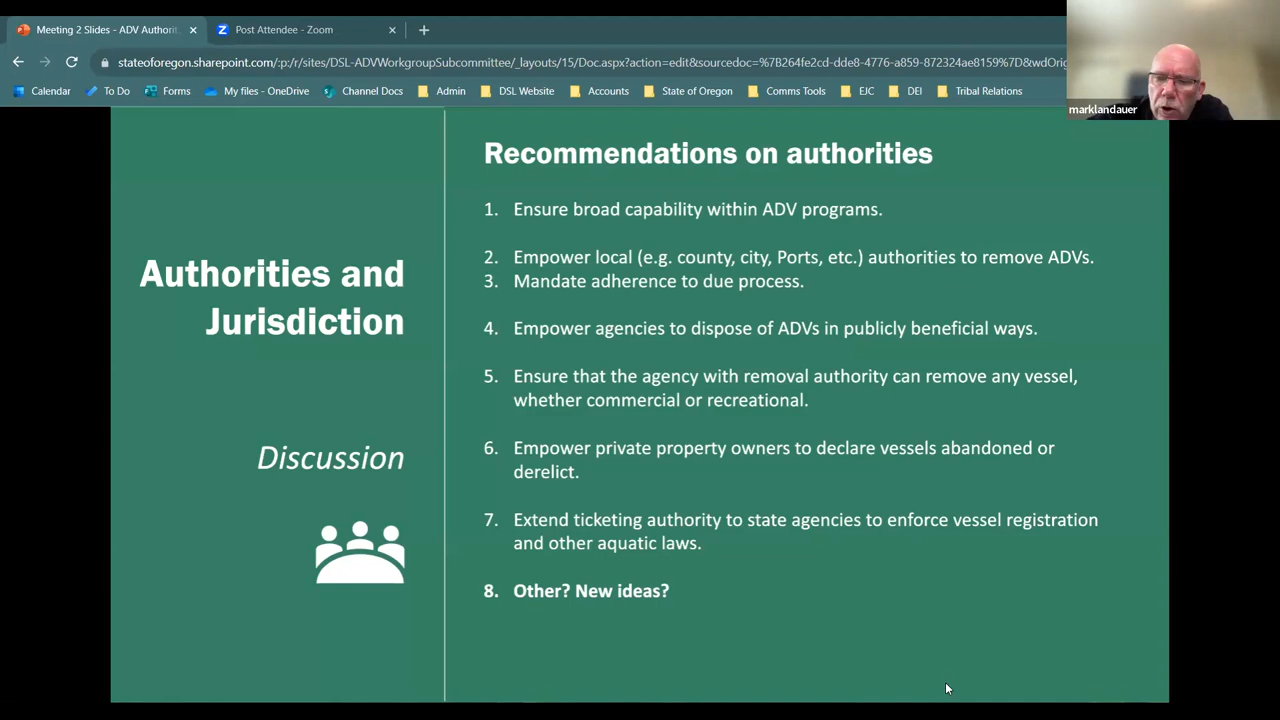 Meeting 2 Slides - ADV Authorit
Post Attendee - Zoom
stateoforegon.sharepoint.com/:p:/r/sites/DSL-ADVWorkgroupSubcommittee/_layouts/15/Doc.aspx?action=edit&sourcedoc=%7B264fe2cd-dde8-4776-a859-872324ae8159%7D&wdOrig
Calendar To Do Forms My files - OneDrive Channel Docs Admin DSL Website Accounts State of Oregon Comms Tools EJC DEI Tribal Relations
marklandauer
Authorities and
Jurisdiction
Discussion
Recommendations on authorities
1. Ensure broad capability within ADV programs.
2. Empower local (e.g. county, city, Ports, etc.) authorities to remove ADVs.
3. Mandate adherence to due process.
4. Empower agencies to dispose of ADVs in publicly beneficial ways.
5. Ensure that the agency with removal authority can remove any vessel,
whether commercial or recreational.
6. Empower private property owners to declare vessels abandoned or
derelict.
7. Extend ticketing authority to state agencies to enforce vessel registration
and other aquatic laws.
8. Other? New ideas?